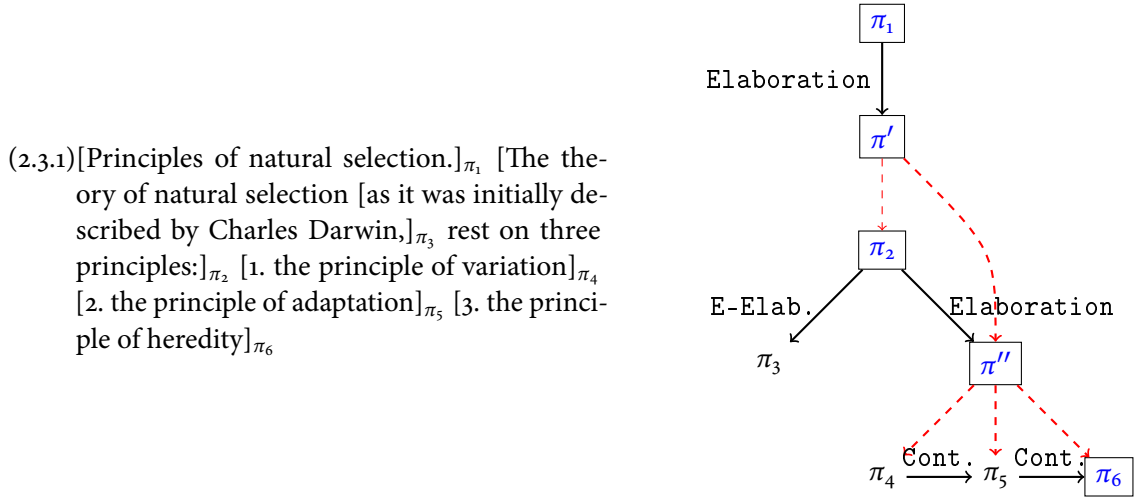 (2.3.1)[Principles of natural selection.]π₁ [The the-
ory of natural selection [as it was initially de-
scribed by Charles Darwin,]π₃ rest on three
principles:]π₂ [1. the principle of variation]π₄
[2. the principle of adaptation]π₅ [3. the princi-
ple of heredity]π₆
π₁
Elaboration
π′
π₂
E-Elab.
Elaboration
π₃
π″
Cont.
Cont.
π₄
π₅
π₆